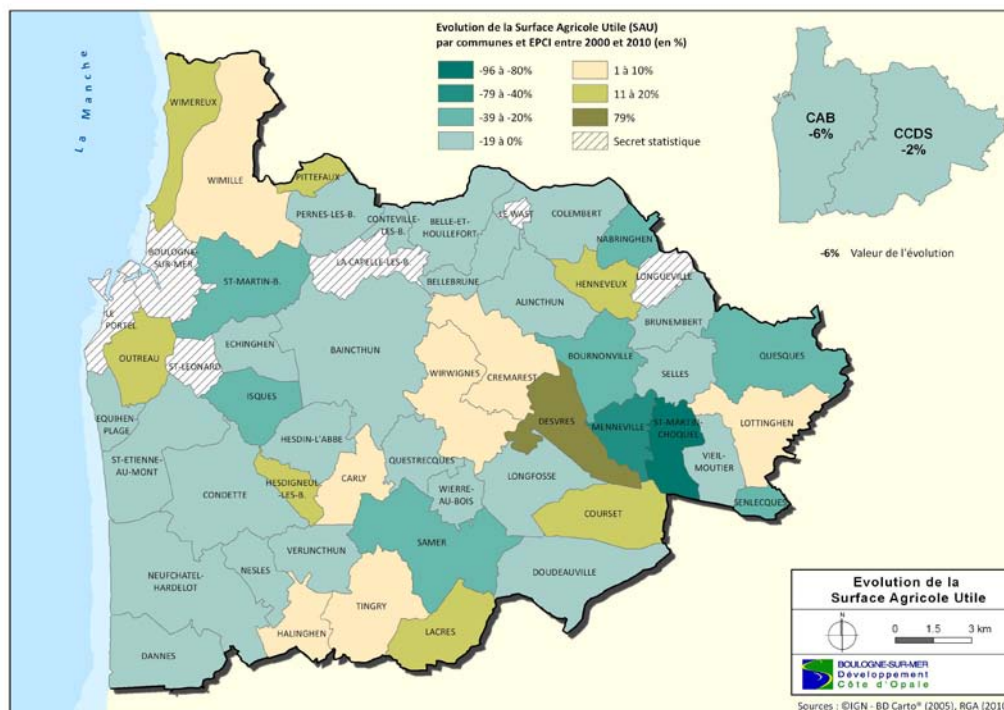 Evolution de la Surface Agricole Utile (SAU)
par communes et EPCI entre 2000 et 2010 (en %)
-96 à -80%
-79 à -40%
-39 à -20%
-19 à 0%
1 à 10%
11 à 20%
79%
Secret statistique
CAB
-6%
CCDS
-2%
-6% Valeur de l'évolution
La Manche
WIMEREUX
WIMILLE
PITTEFAUX
PERNES-LES-B.
CONTEVILLE-
LES-B.
BELLE-ET-
HOULLEFORT
LE WAST
COLEMBERT
NABRINGHEN
BOULOGNE-
SUR-MER
ST-MARTIN-B.
LA CAPELLE-LES-B.
BELLEBRUNE
HENNEVEUX
LONGUEVILLE
ALINCTHUN
BRUNEMBERT
LE
PORTEL
OUTREAU
ST-LEONARD
ECHINGHEN
BAINCTHUN
WIRWIGNES
CREMAREST
BOURNONVILLE
SELLES
QUESQUES
ISQUES
DESVRES
MENNEVILLE
ST-MARTIN-
CHOQUEL
LOTTINGHEN
EQUIHEN-
PLAGE
HESDIN-L'ABBE
QUESTRECQUES
VIEIL-
MOUTIER
ST-ETIENNE-
AU-MONT
CONDETTE
HESDIGNEUL-
LES-B.
CARLY
WIERRE-
AU-BOIS
LONGFOSSE
SENLECQUES
COURSET
SAMER
VERLINCTHUN
DOUDEAUVILLE
NEUFCHATEL-
HARDELOT
NESLES
TINGRY
HALINGHEN
LACRES
DANNES
Evolution de la
Surface Agricole Utile
N
0 1.5 3 km
BOULOGNE-SUR-MER
Développement
Côte d'Opale
Sources : ©IGN - BD Carto® (2005), RGA (2010